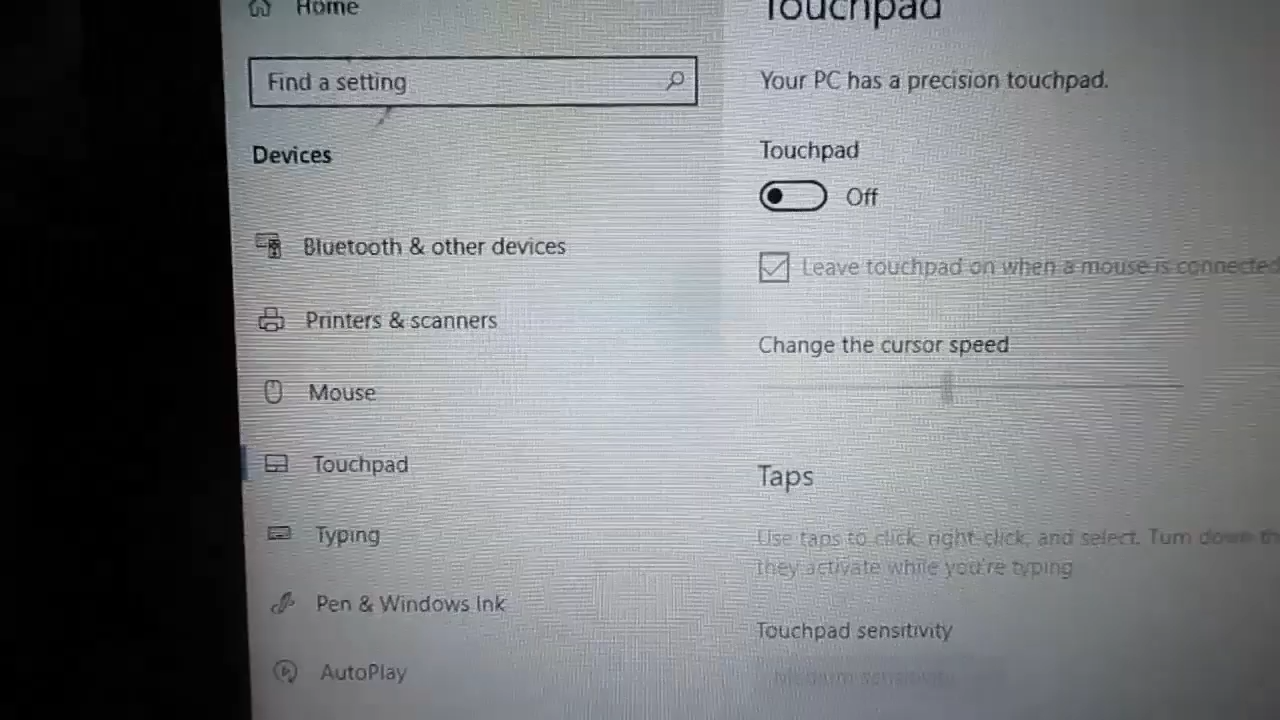 Home
Find a setting
Devices
Bluetooth & other devices
Printers & scanners
Mouse
Touchpad
Typing
Pen & Windows Ink
AutoPlay
Touchpad
Your PC has a precision touchpad.
Touchpad
Off
Leave touchpad on when a mouse is connected
Change the cursor speed
Taps
Use taps to click, right-click, and select. Turn down
they activate while you're typing
Touchpad sensitivity
Medium sensitivity